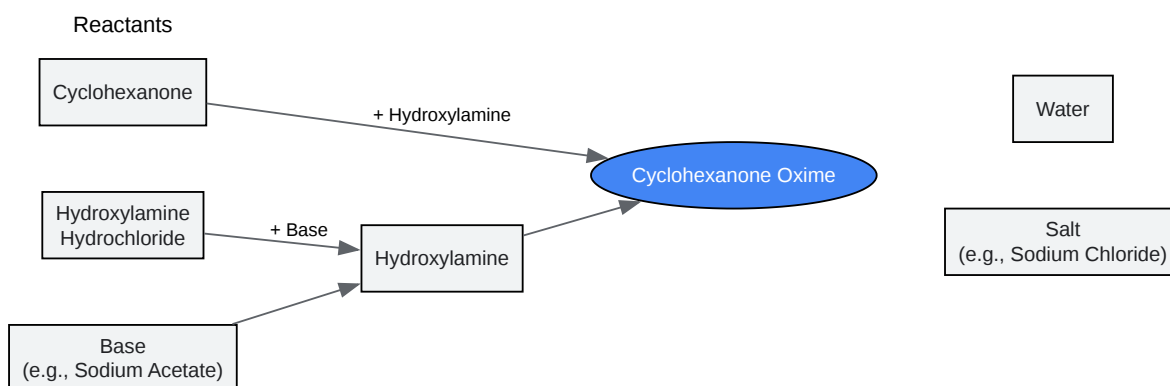 Reactants
Cyclohexanone
+ Hydroxylamine
Water
Cyclohexanone Oxime
Hydroxylamine
Hydrochloride
+ Base
Hydroxylamine
Salt
(e.g., Sodium Chloride)
Base
(e.g., Sodium Acetate)